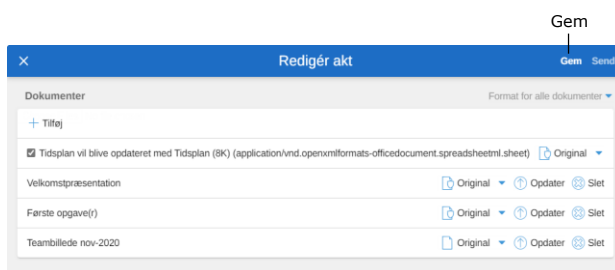 Gem
Redigér akt Gem Send
Dokumenter Format for alle dokumenter
Tilføj
Tidsplan vil blive opdateret med Tidsplan (8K) (application/vnd.openxmlformats-officedocument.spreadsheetml.sheet) Original
Velkomstpræsentation Original Opdater Slet
Første opgave(r) Original Opdater Slet
Teambillede nov-2020 Original Opdater Slet